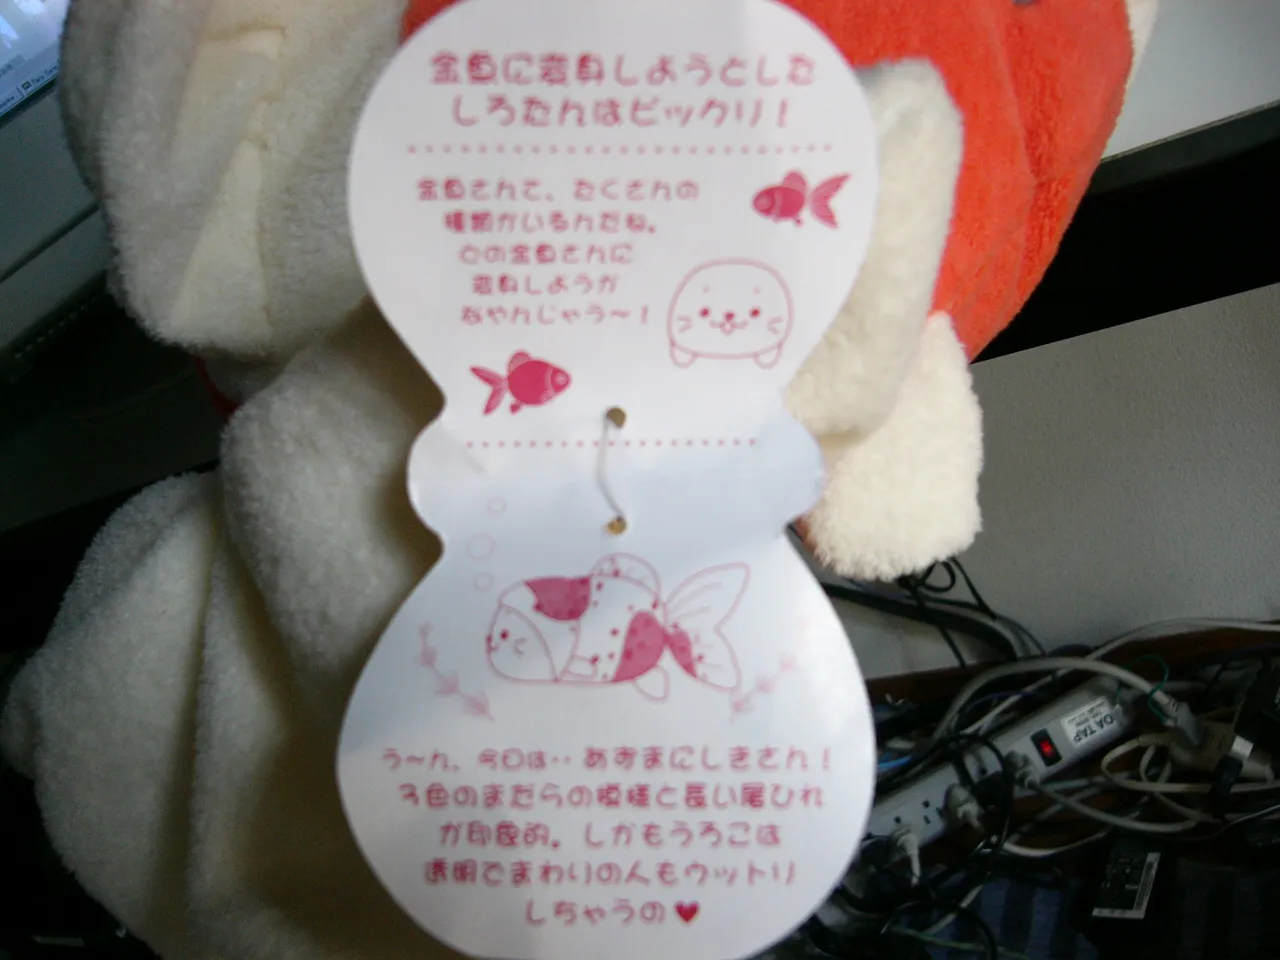 金魚に変身しようとした
しろたんはビックリ！
金魚さんて、たくさんの
種類がいるんだね。
どの金魚さんに
変身しようか
なやんじゃう〜！
う〜ん、今日は‥あずまにしきさん！
3色のまだらの模様と長い尾ひれ
が印象的。しかもうろこは
透明でまわりの人もウットリ
しちゃうの♥
OA TAP